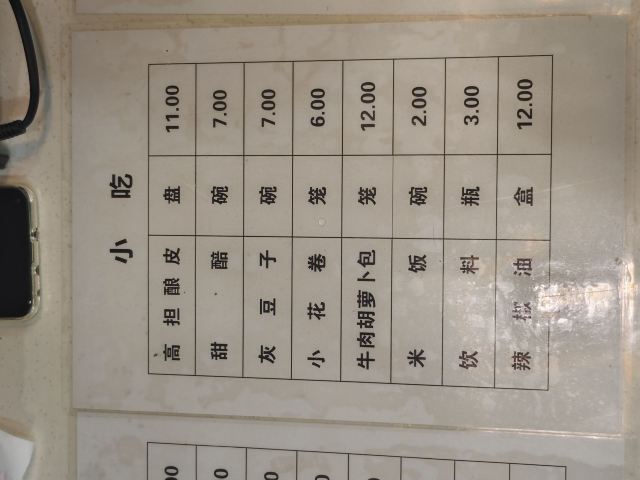 小吃
高担酿皮 盘 11.00
甜醅 碗 7.00
灰豆子 碗 7.00
小花卷 笼 6.00
牛肉胡萝卜包 笼 12.00
米饭 碗 2.00
饮料 瓶 3.00
辣椒油 盒 12.00